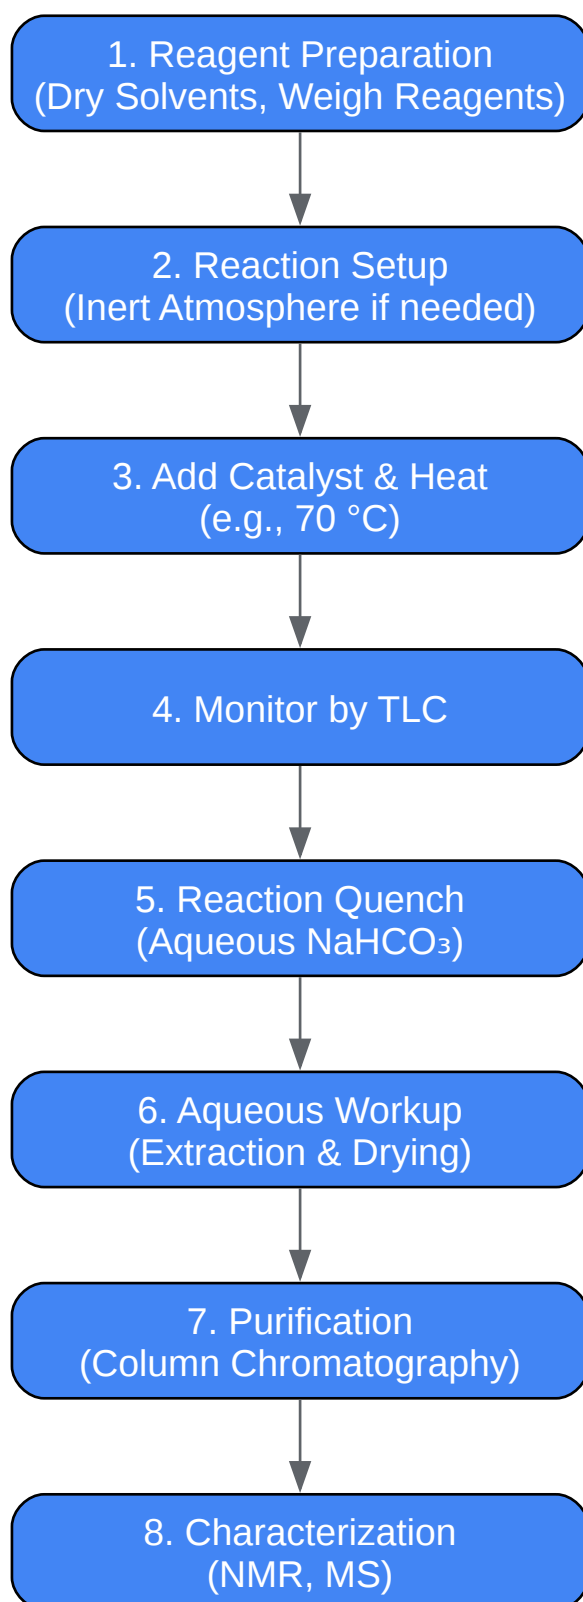 1. Reagent Preparation
(Dry Solvents, Weigh Reagents)
2. Reaction Setup
(Inert Atmosphere if needed)
3. Add Catalyst & Heat
(e.g., 70 °C)
4. Monitor by TLC
5. Reaction Quench
(Aqueous NaHCO₃)
6. Aqueous Workup
(Extraction & Drying)
7. Purification
(Column Chromatography)
8. Characterization
(NMR, MS)